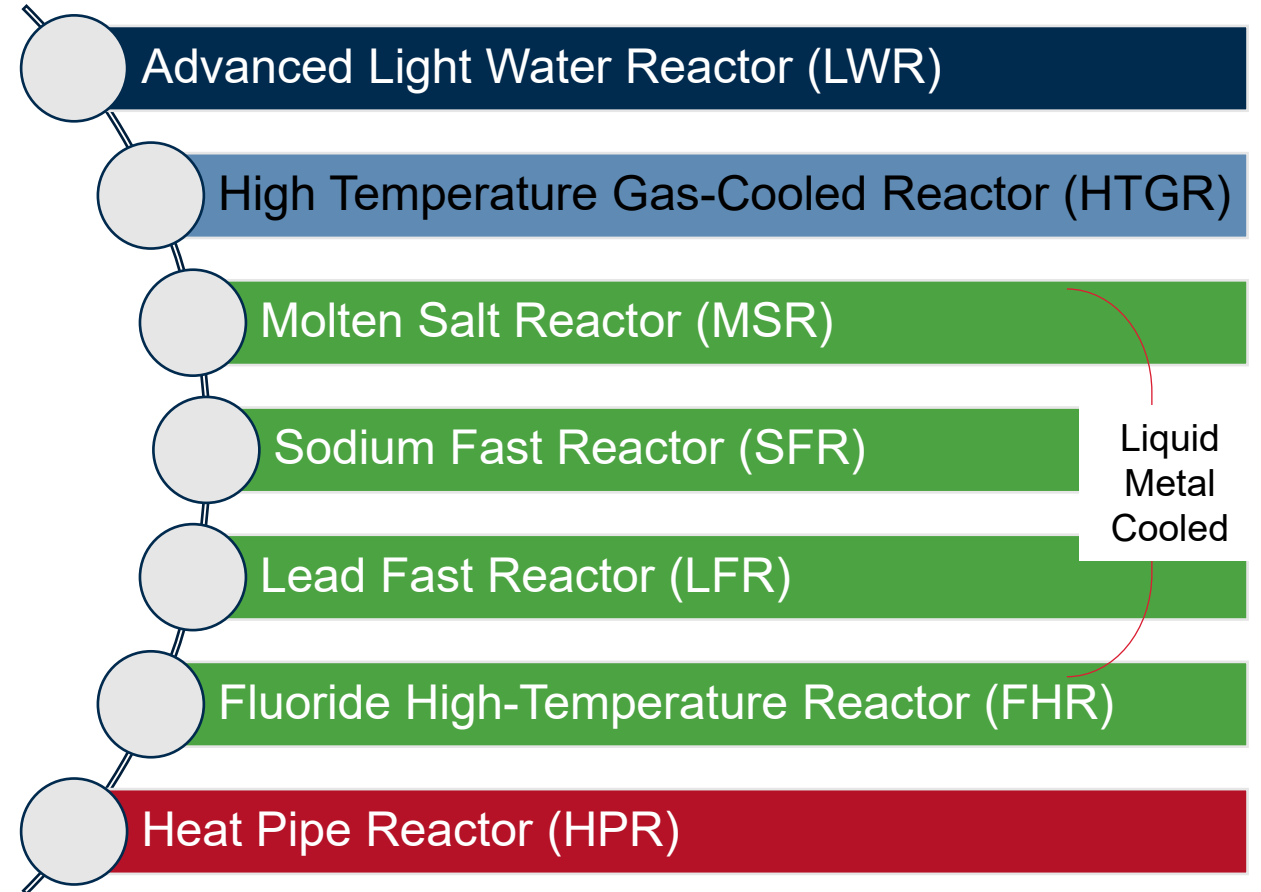 Advanced Light Water Reactor (LWR)
High Temperature Gas-Cooled Reactor (HTGR)
Molten Salt Reactor (MSR)
Sodium Fast Reactor (SFR)
Liquid
Metal
Cooled
Lead Fast Reactor (LFR)
Fluoride High-Temperature Reactor (FHR)
Heat Pipe Reactor (HPR)